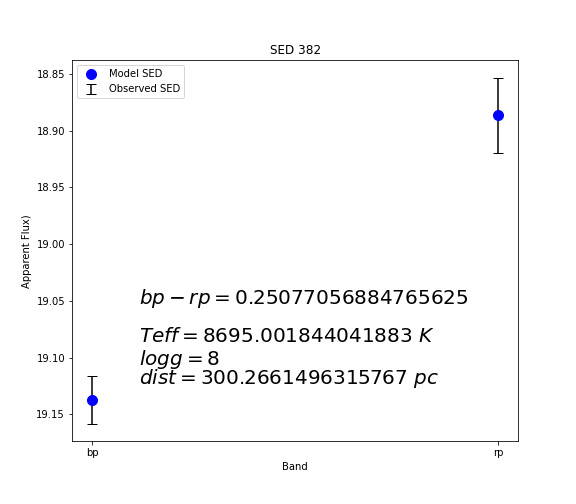 SED 382
Model SED
Observed SED
18.85
18.90
18.95
19.00
19.05
19.10
19.15
Apparent Flux)
bp − rp = 0.25077056884765625
Teff = 8695.001844041883 K
logg = 8
dist = 300.2661496315767 pc
bp
rp
Band